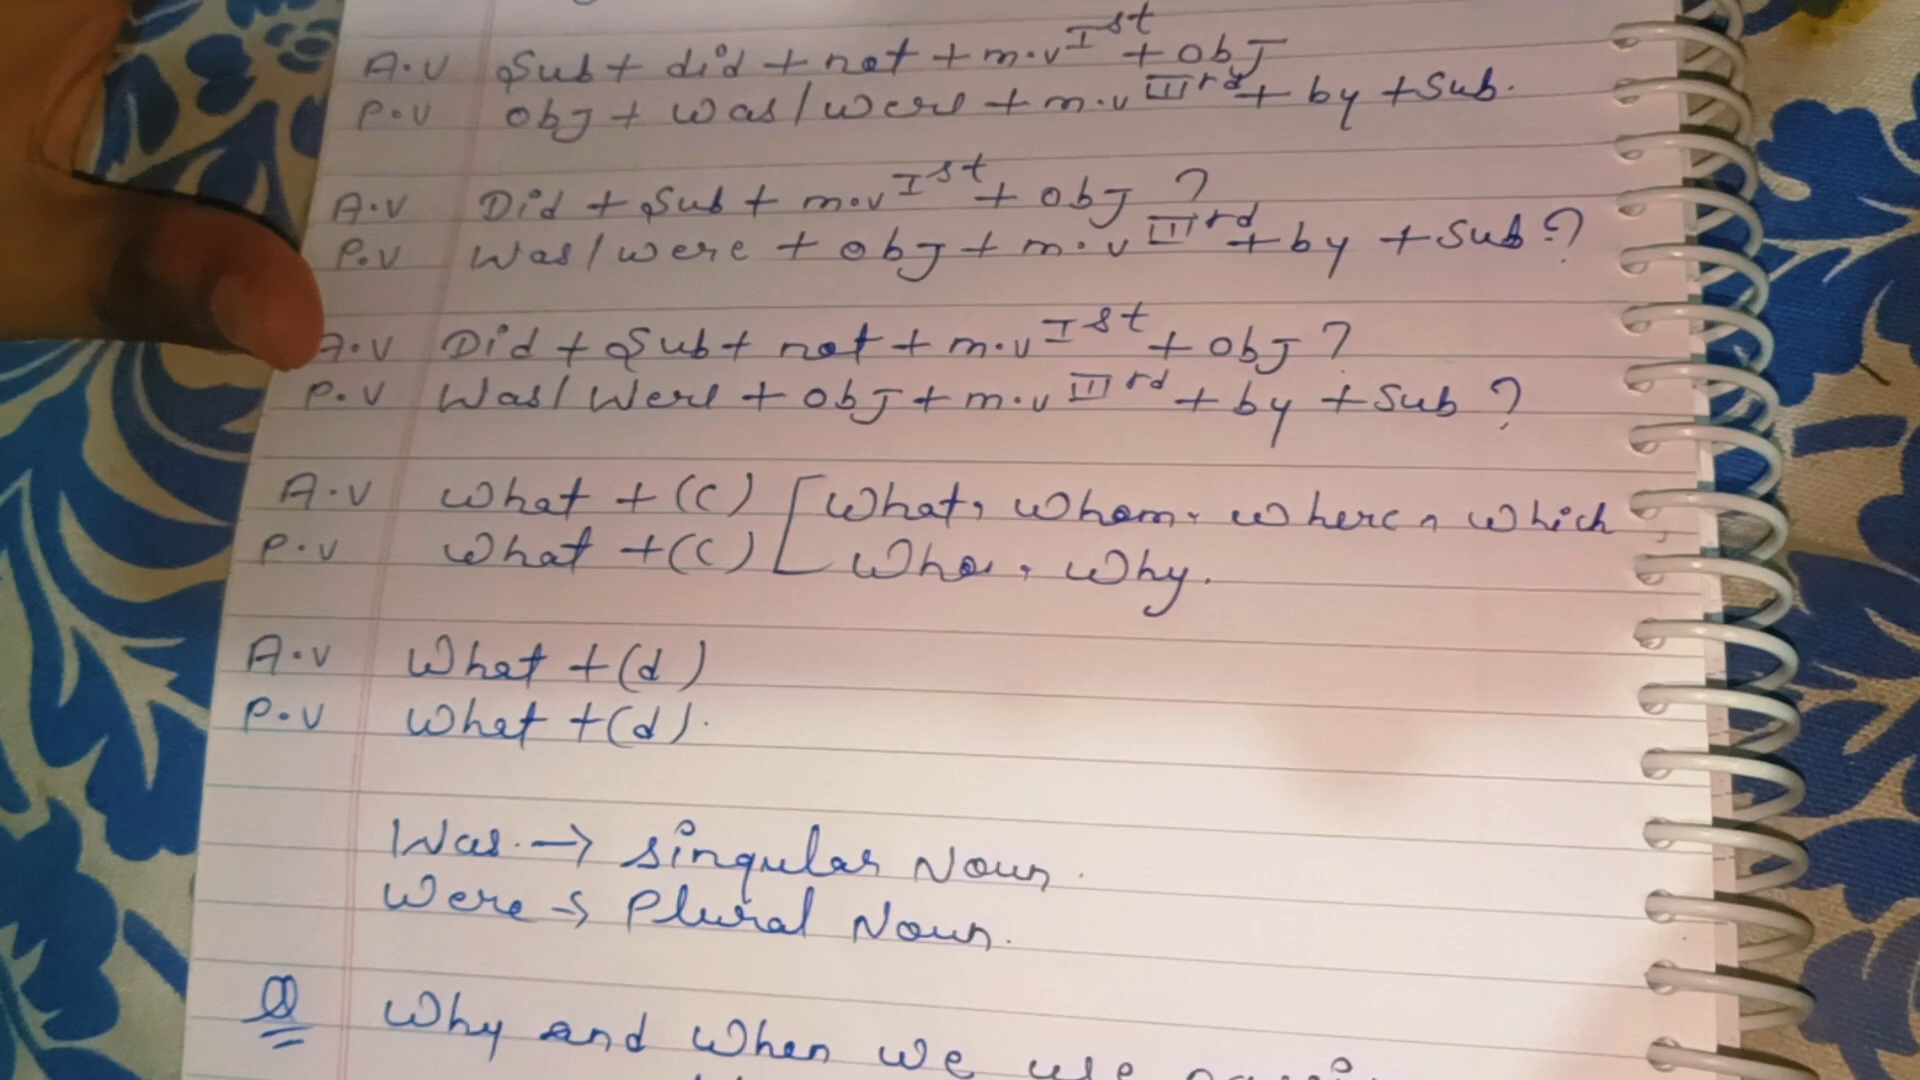 A.V Sub + did + not + m.v Ist + obj
P.V obj + was/were + m.v IIIrd + by + Sub.
A.V Did + Sub + m.v Ist + obj ?
P.V Was/were + obj + m.v IIIrd + by + Sub ?
A.V Did + Sub + not + m.v Ist + obj ?
P.V Was/Were + obj + m.v IIIrd + by + Sub ?
A.V What + (c) [ What, Whom, where, which
P.V What + (c) [ Who, Why.
A.V What + (d)
P.V What + (d).
Was. → Singular Noun.
Were → Plural Noun.
Q Why and When we use